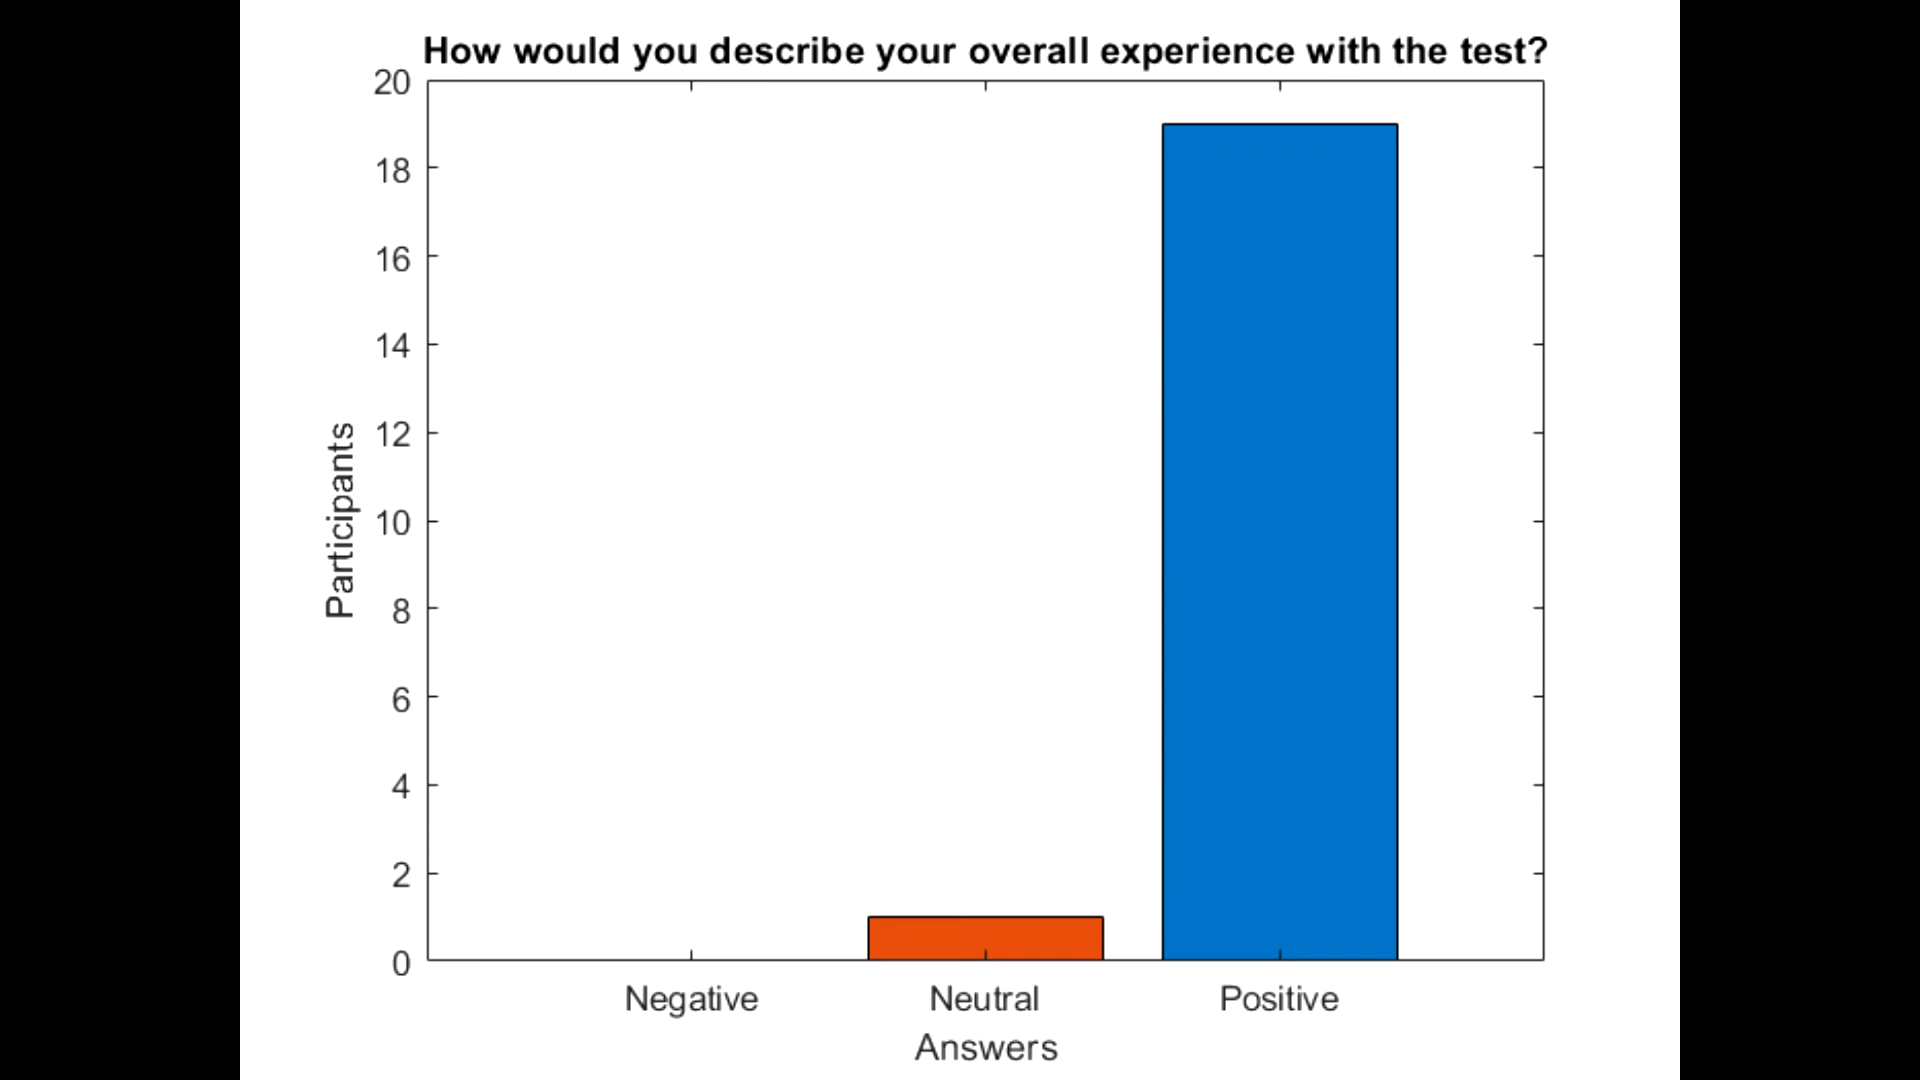 How would you describe your overall experience with the test?
20
18
16
14
12
10
8
6
4
2
0
Participants
Negative Neutral Positive
Answers